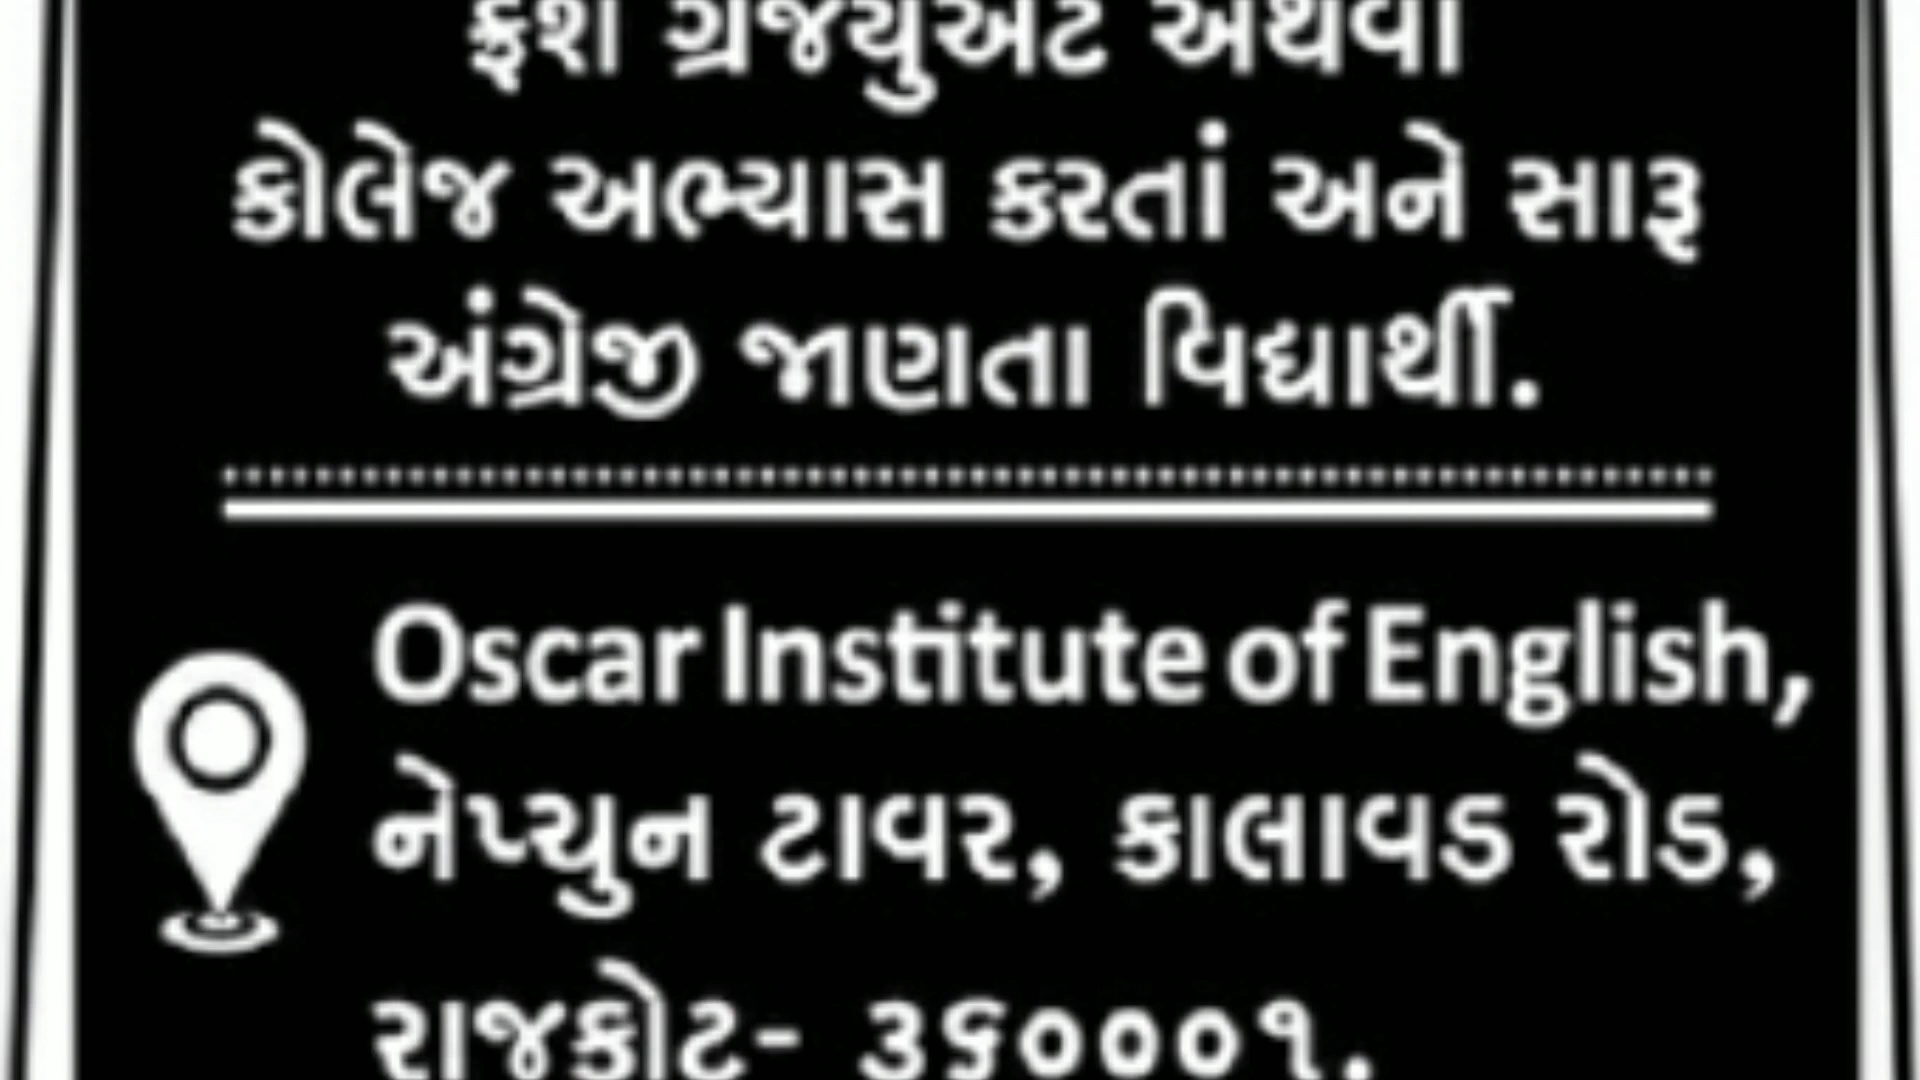 ફ્રેશ ગ્રેજ્યુએટ અથવા
કોલેજ અભ્યાસ કરતાં અને સારૂ
અંગ્રેજી જાણતા વિદ્યાર્થી.
Oscar Institute of English,
નેપ્ચુન ટાવર, કાલાવડ રોડ,
રાજકોટ- ૩૬૦૦૦૧.